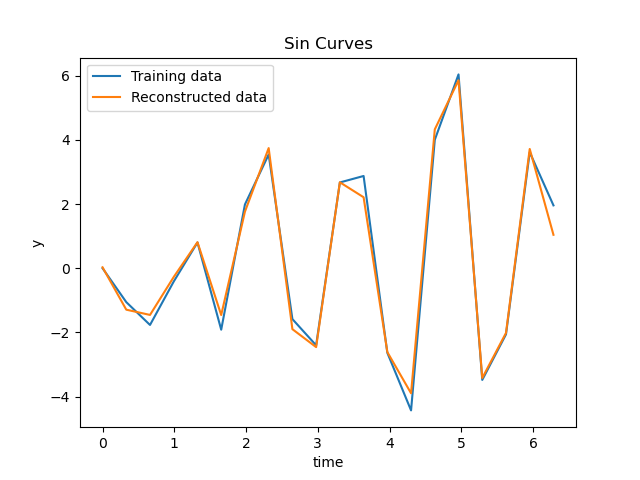 Sin Curves
Training data
Reconstructed data
6
4
2
0
−2
−4
y
0 1 2 3 4 5 6
time